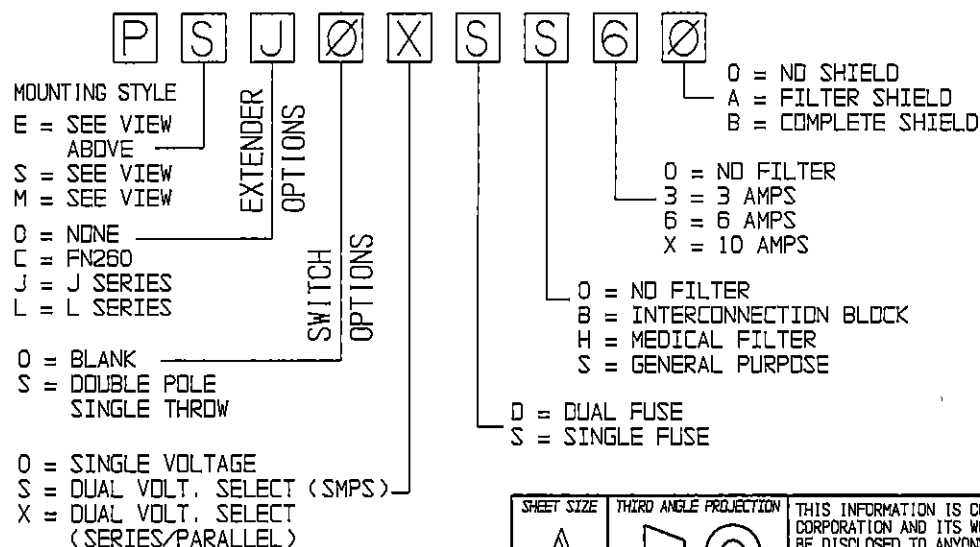 P S J Ø X S S 6 Ø
MOUNTING STYLE
E = SEE VIEW
ABOVE
S = SEE VIEW
M = SEE VIEW
EXTENDER
OPTIONS
0 = NONE
C = FN260
J = J SERIES
L = L SERIES
SWITCH
OPTIONS
0 = BLANK
S = DOUBLE POLE
SINGLE THROW
0 = SINGLE VOLTAGE
S = DUAL VOLT. SELECT (SMPS)
X = DUAL VOLT. SELECT
(SERIES/PARALLEL)
0 = NO SHIELD
A = FILTER SHIELD
B = COMPLETE SHIELD
0 = NO FILTER
3 = 3 AMPS
6 = 6 AMPS
X = 10 AMPS
0 = NO FILTER
B = INTERCONNECTION BLOCK
H = MEDICAL FILTER
S = GENERAL PURPOSE
D = DUAL FUSE
S = SINGLE FUSE
SHEET SIZE
THIRD ANGLE PROJECTION
THIS INFORMATION IS
CORPORATION AND ITS
BE DISCLOSED TO